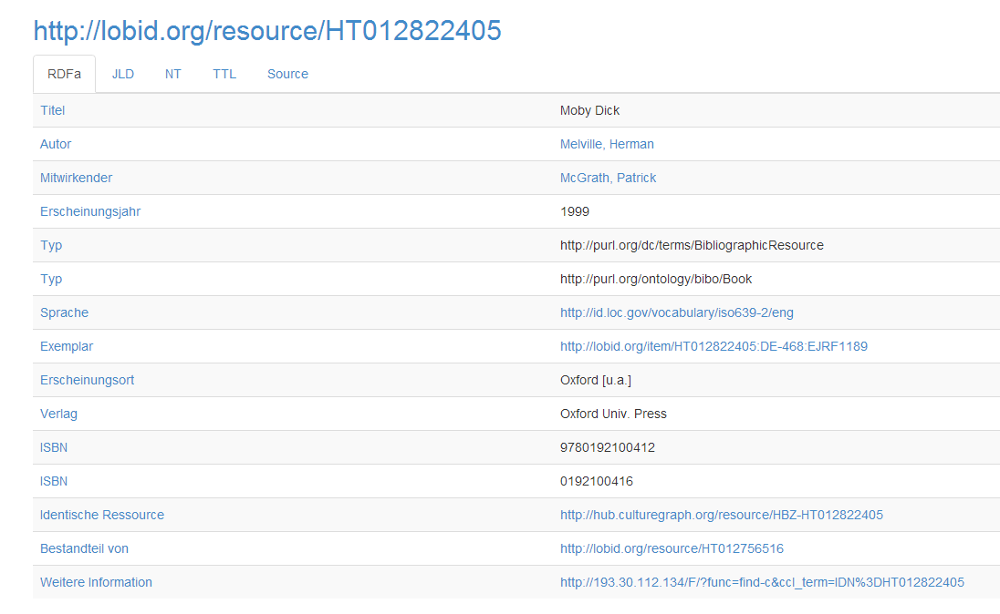 http://lobid.org/resource/HT012822405
RDFa JLD NT TTL Source
Titel Moby Dick
Autor Melville, Herman
Mitwirkender McGrath, Patrick
Erscheinungsjahr 1999
Typ http://purl.org/dc/terms/BibliographicResource
Typ http://purl.org/ontology/bibo/Book
Sprache http://id.loc.gov/vocabulary/iso639-2/eng
Exemplar http://lobid.org/item/HT012822405:DE-468:EJRF1189
Erscheinungsort Oxford [u.a.]
Verlag Oxford Univ. Press
ISBN 9780192100412
ISBN 0192100416
Identische Ressource http://hub.culturegraph.org/resource/HBZ-HT012822405
Bestandteil von http://lobid.org/resource/HT012756516
Weitere Information http://193.30.112.134/F/?func=find-c&ccl_term=IDN%3DHT012822405